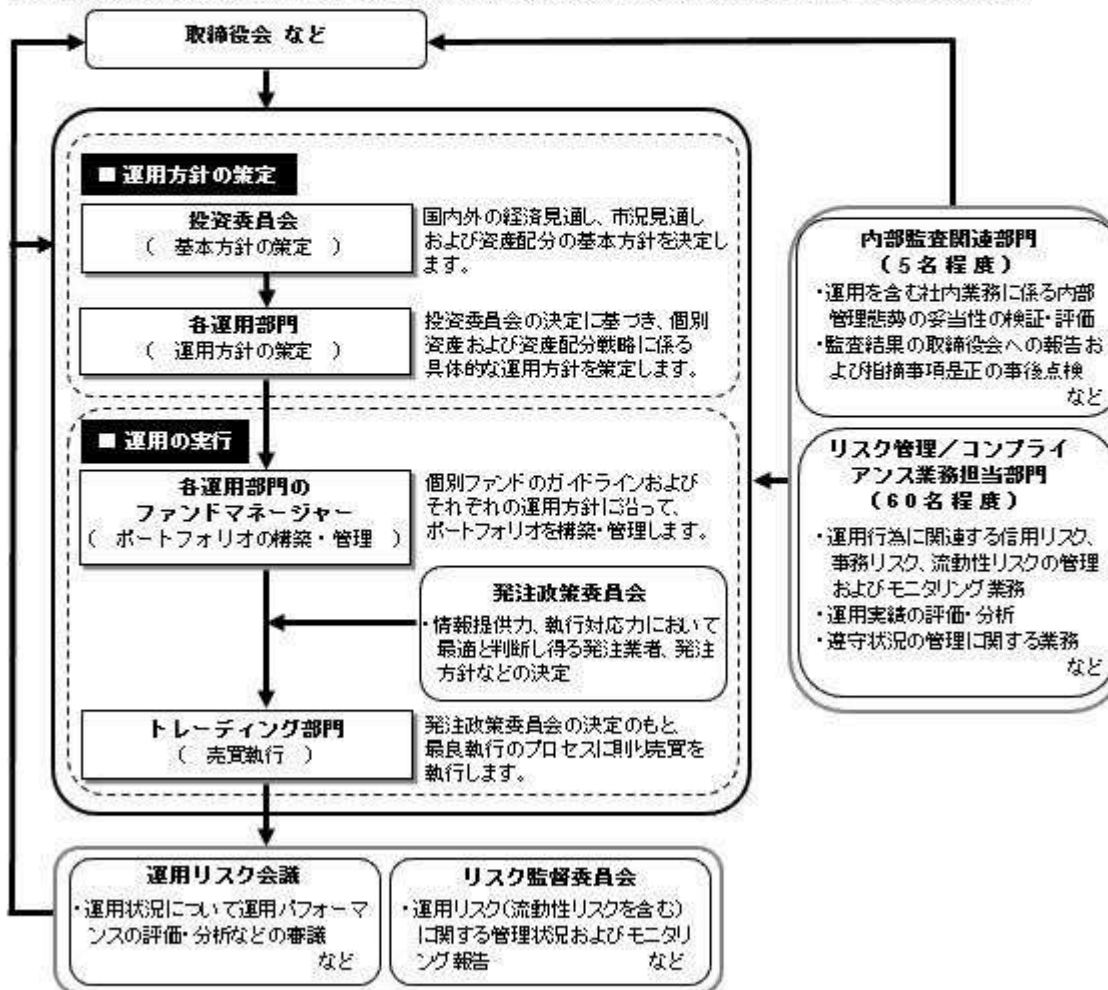 取締役会 など
■ 運用方針の策定
投資委員会
( 基本方針の策定 )
国内外の経済見通し、市況見通し
および資産配分の基本方針を決定し
ます。
各運用部門
( 運用方針の策定 )
投資委員会の決定に基づき、個別
資産および資産配分戦略に係る
具体的な運用方針を策定します。
■ 運用の実行
各運用部門の
ファンドマネージャー
( ポートフォリオの構築・管理 )
個別ファンドのガイドラインおよび
それぞれの運用方針に沿って、
ポートフォリオを構築・管理します。
発注政策委員会
・情報提供力、執行対応力において
最適と判断し得る発注業者、発注
方針などの決定
トレーディング部門
( 売買執行 )
発注政策委員会の決定のもと、
最良執行のプロセスに則り売買を
執行します。
内部監査関連部門
(5名程度)
・運用を含む社内業務に係る内部
管理態勢の妥当性の検証・評価
・監査結果の取締役会への報告お
よび指摘事項是正の事後点検
など
リスク管理／コンプライ
アンス業務担当部門
(60名程度)
・運用行為に関連する信用リスク、
事務リスク、流動性リスクの管理
およびモニタリング業務
・運用実績の評価・分析
・遵守状況の管理に関する業務
など
運用リスク会議
・運用状況について運用パフォーマ
ンスの評価・分析などの審議
など
リスク監督委員会
・運用リスク(流動性リスクを含む)
に関する管理状況およびモニタリ
ング報告 など